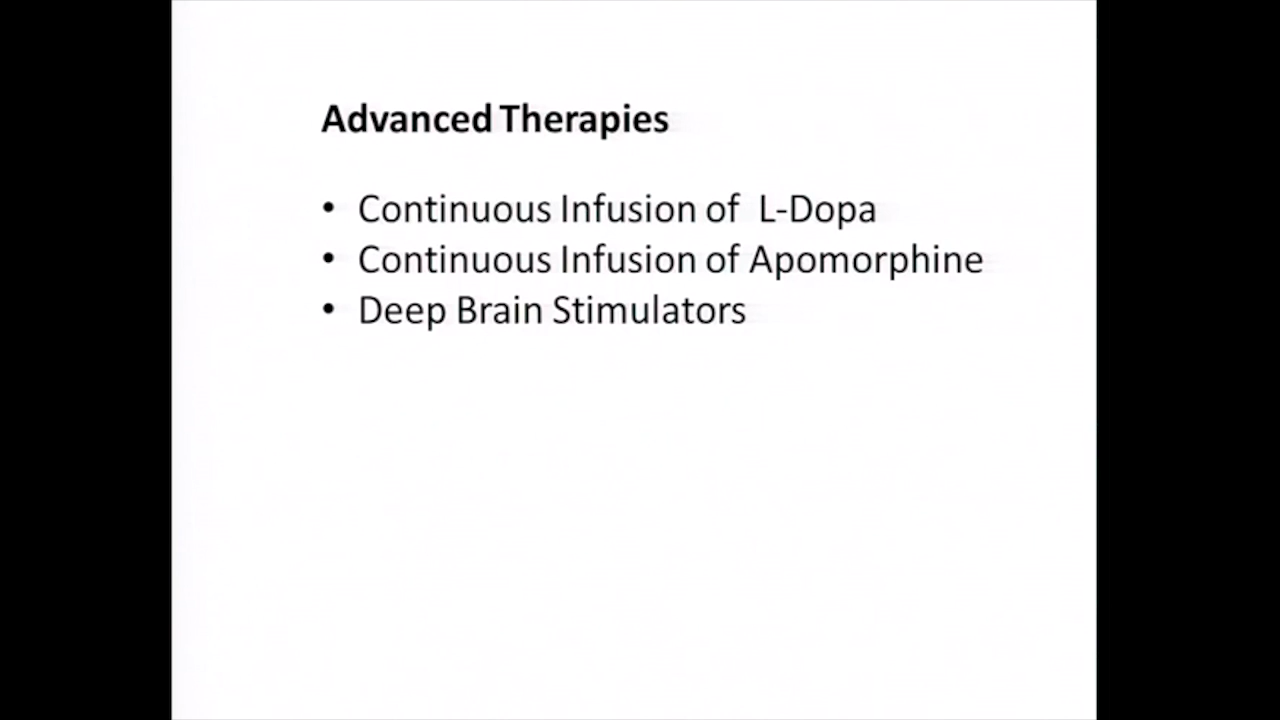 Advanced Therapies
• Continuous Infusion of L-Dopa
• Continuous Infusion of Apomorphine
• Deep Brain Stimulators